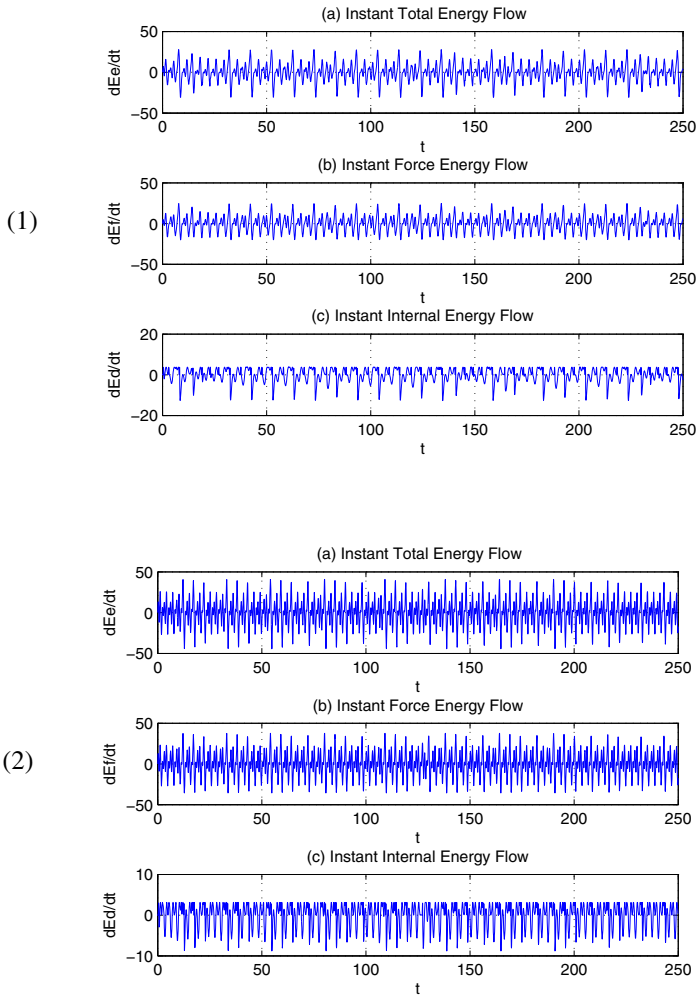 (a) Instant Total Energy Flow
50
0
−50
dEe/dt
0 50 100 150 200 250
t
(b) Instant Force Energy Flow
(1)
50
0
−50
dEf/dt
0 50 100 150 200 250
t
(c) Instant Internal Energy Flow
20
0
−20
dEd/dt
0 50 100 150 200 250
t
(a) Instant Total Energy Flow
50
0
−50
dEe/dt
0 50 100 150 200 250
t
(b) Instant Force Energy Flow
(2)
50
0
−50
dEf/dt
0 50 100 150 200 250
t
(c) Instant Internal Energy Flow
10
0
−10
dEd/dt
0 50 100 150 200 250
t